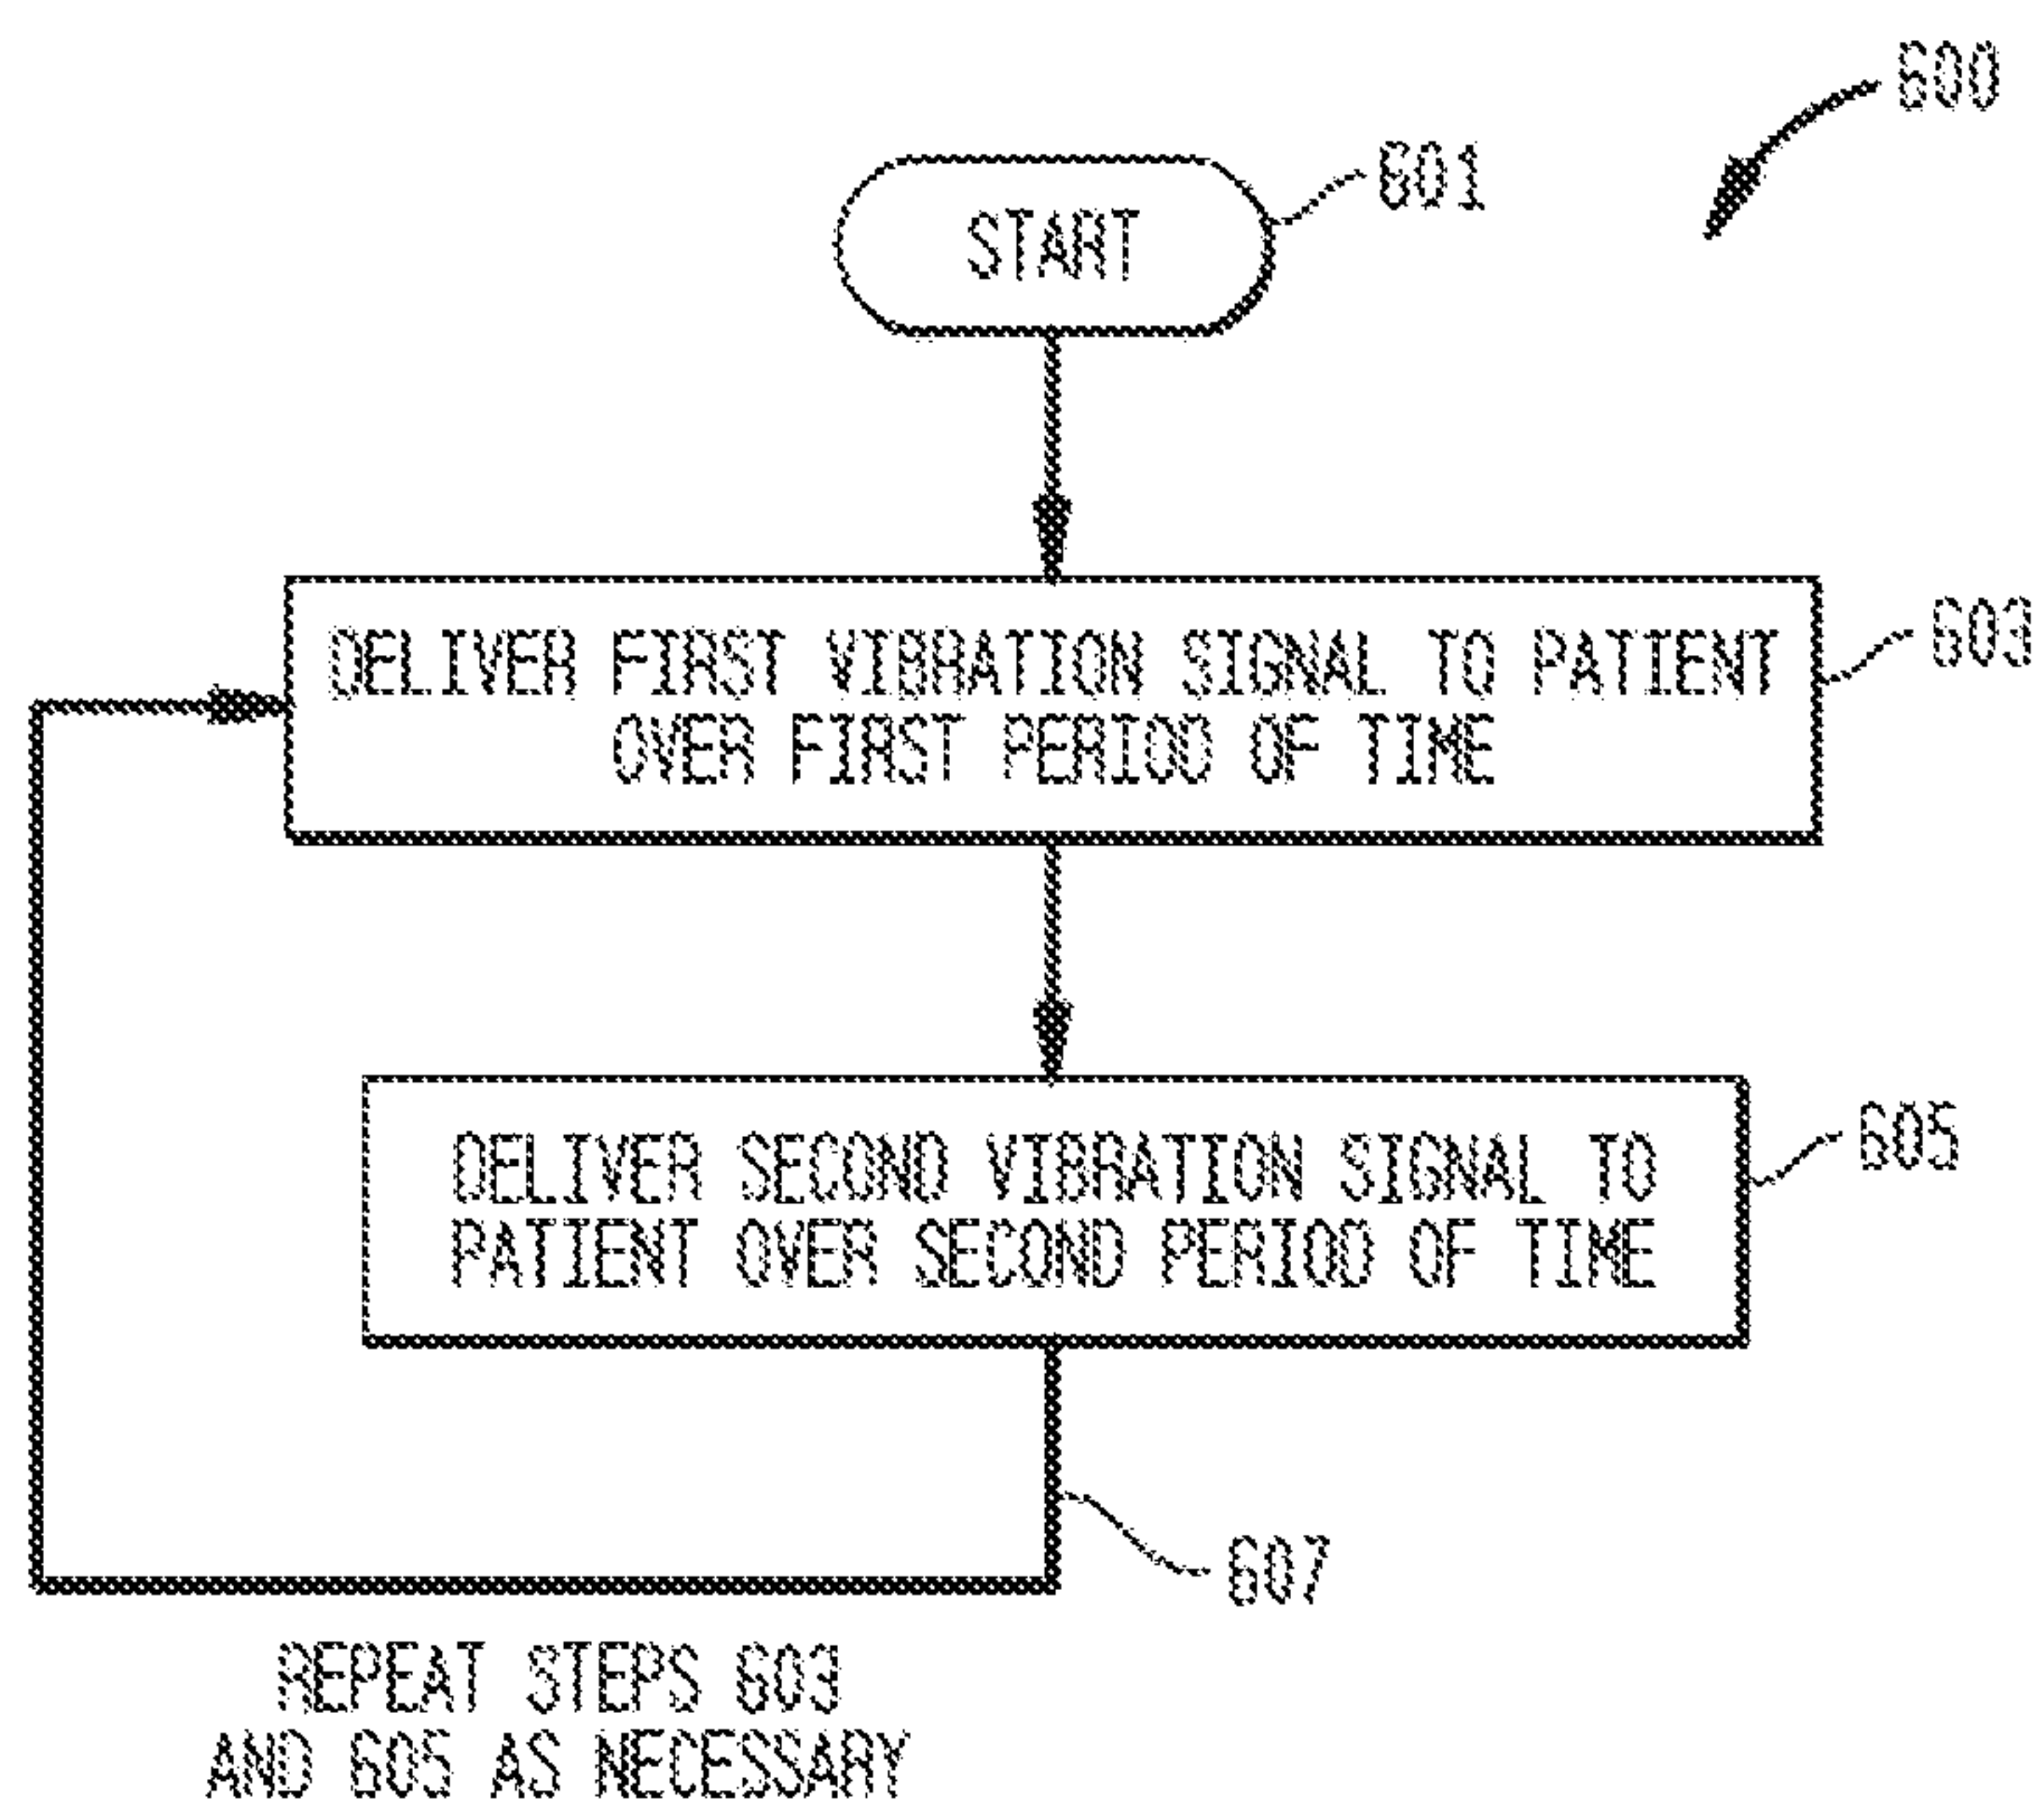 600
START
601
DELIVER FIRST VIBRATION SIGNAL TO PATIENT
OVER FIRST PERIOD OF TIME
603
DELIVER SECOND VIBRATION SIGNAL TO
PATIENT OVER SECOND PERIOD OF TIME
605
607
REPEAT STEPS 603
AND 605 AS NECESSARY